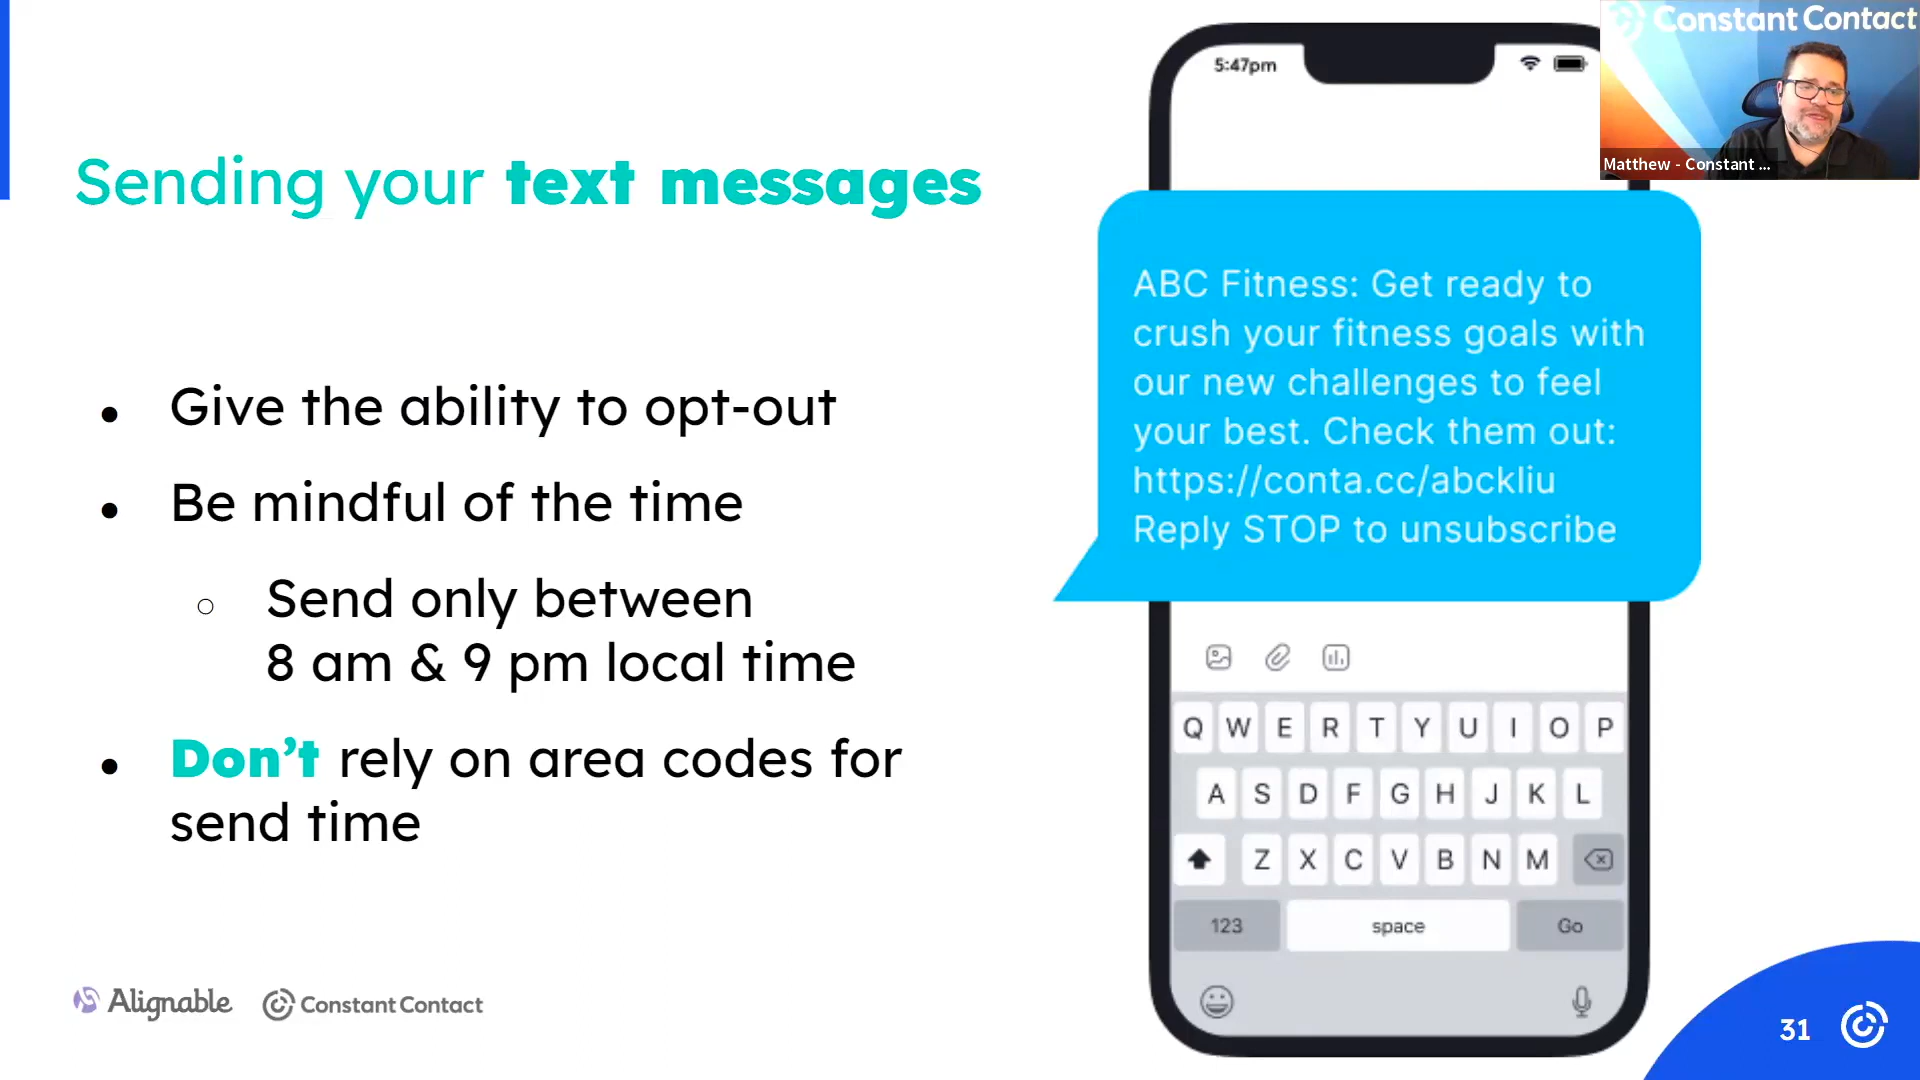 Sending your text messages
● Give the ability to opt-out
● Be mindful of the time
○ Send only between
8 am & 9 pm local time
● Don’t rely on area codes for
send time
Alignable
Constant Contact
5:47pm
ABC Fitness: Get ready to
crush your fitness goals with
our new challenges to feel
your best. Check them out:
https://conta.cc/abckliu
Reply STOP to unsubscribe
Q W E R T Y U I O P
A S D F G H J K L
Z X C V B N M
123 space Go
Constant Contact
Matthew - Constant ...
31